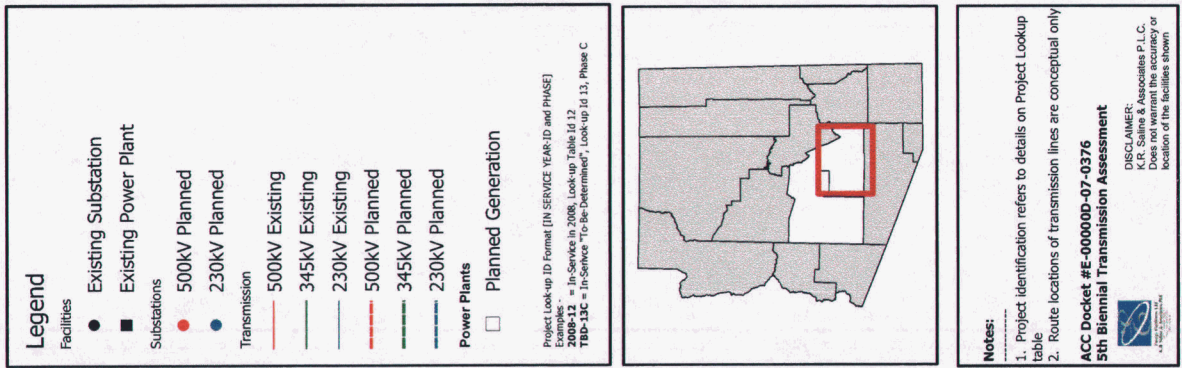 Legend
Facilities
Existing Substation
Existing Power Plant
Substations
500kV Planned
230kV Planned
Transmission
500kV Existing
345kV Existing
230kV Existing
500kV Planned
345kV Planned
230kV Planned
Power Plants
Planned Generation
Project Look-up ID Format [IN SERVICE YEAR-ID and PHASE]
Examples -
2008-12 = In-Service in 2008, Look-up Table Id 12
TBD-13C = In-Serivce "To-Be-Determined", Look-up Id 13, Phase C
Notes:
1. Project identification refers to details on Project Lookup
table
2. Route locations of transmission lines are conceptual only
ACC Docket #E-00000D-07-0376
5th Biennial Transmission Assessment
DISCLAIMER:
K.R. Saline & Associates P.L.C.
Does not warrant the accuracy or
location of the facilities shown